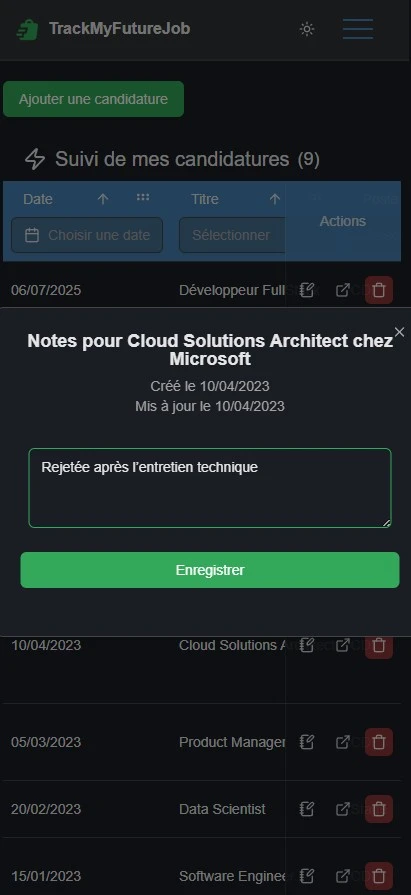 TrackMyFutureJob
Ajouter une candidature
Suivi de mes candidatures (9)
Date Titre Actions
Choisir une date Sélectionner
06/07/2025 Développeur Full
Notes pour Cloud Solutions Architect chez
Microsoft
Créé le 10/04/2023
Mis à jour le 10/04/2023
Rejetée après l’entretien technique
Enregistrer
10/04/2023 Cloud Solutions
05/03/2023 Product Manager
20/02/2023 Data Scientist
15/01/2023 Software Enginee